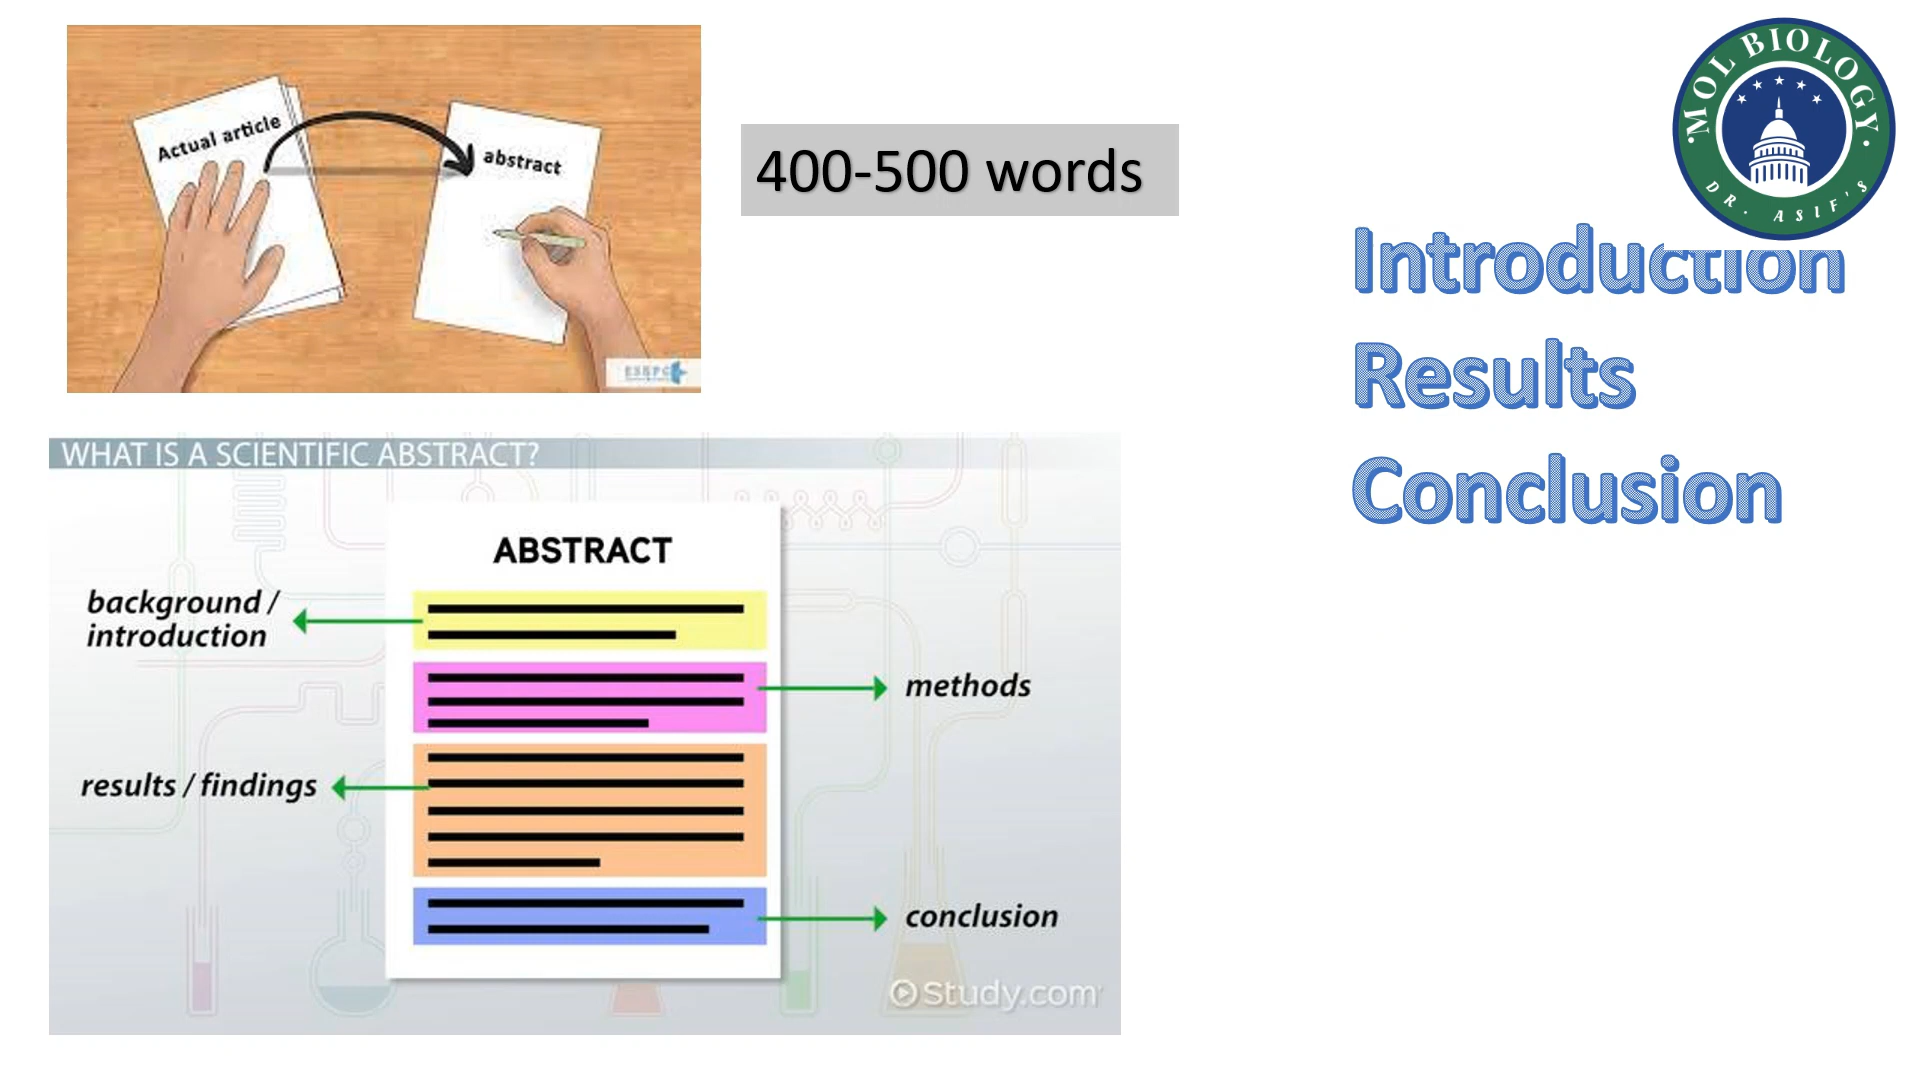 Actual article
abstract
ESEPC
400-500 words
·MOL BIOLOGY·
DR. ASIF'S
Introduction
Results
Conclusion
WHAT IS A SCIENTIFIC ABSTRACT?
ABSTRACT
background /
introduction
methods
results / findings
conclusion
Study.com